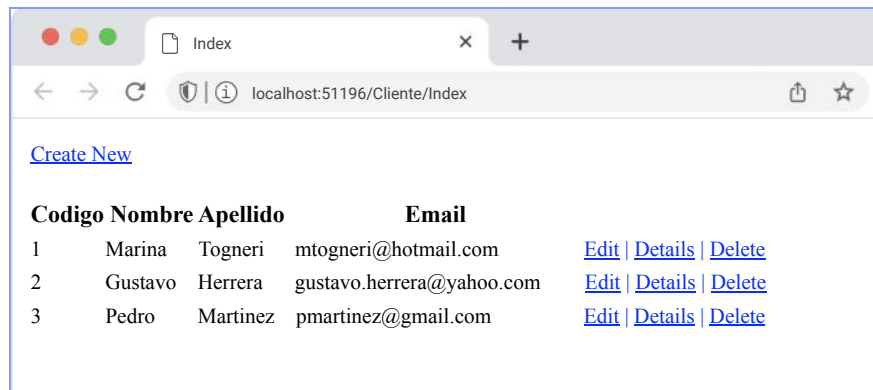 Index
localhost:51196/Cliente/Index
Create New
Codigo Nombre Apellido Email
1 Marina Togneri mtogneri@hotmail.com Edit | Details | Delete
2 Gustavo Herrera gustavo.herrera@yahoo.com Edit | Details | Delete
3 Pedro Martinez pmartinez@gmail.com Edit | Details | Delete